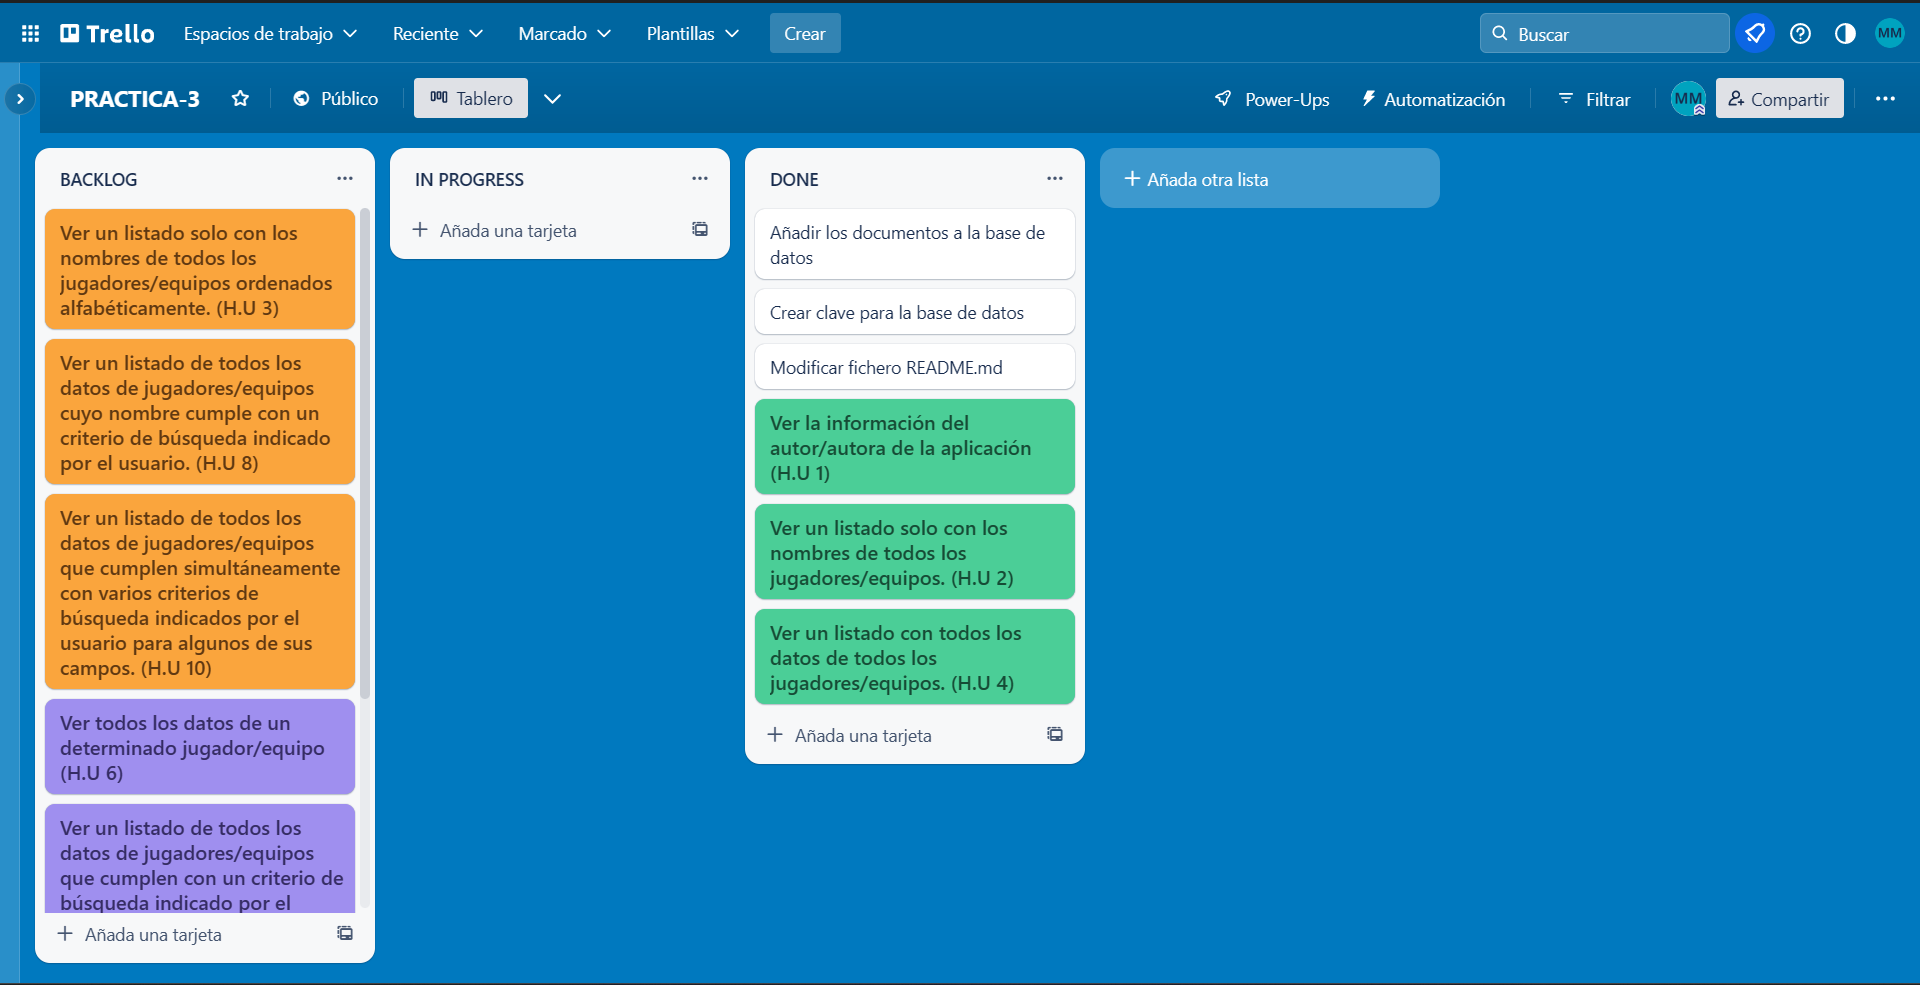 Trello
Espacios de trabajo
Reciente
Marcado
Plantillas
Crear
Buscar
MM
PRACTICA-3
Público
Tablero
Power-Ups
Automatización
Filtrar
MM
Compartir
BACKLOG
Ver un listado solo con los
nombres de todos los
jugadores/equipos ordenados
alfabéticamente. (H.U 3)
Ver un listado de todos los
datos de jugadores/equipos
cuyo nombre cumple con un
criterio de búsqueda indicado
por el usuario. (H.U 8)
Ver un listado de todos los
datos de jugadores/equipos
que cumplen simultáneamente
con varios criterios de
búsqueda indicados por el
usuario para algunos de sus
campos. (H.U 10)
Ver todos los datos de un
determinado jugador/equipo
(H.U 6)
Ver un listado de todos los
datos de jugadores/equipos
que cumplen con un criterio de
búsqueda indicado por el
Añada una tarjeta
IN PROGRESS
Añada una tarjeta
DONE
Añadir los documentos a la base de
datos
Crear clave para la base de datos
Modificar fichero README.md
Ver la información del
autor/autora de la aplicación
(H.U 1)
Ver un listado solo con los
nombres de todos los
jugadores/equipos. (H.U 2)
Ver un listado con todos los
datos de todos los
jugadores/equipos. (H.U 4)
Añada una tarjeta
Añada otra lista